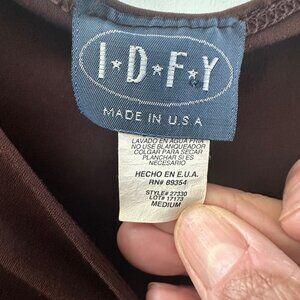 I★D★F★Y
MADE IN U.S.A
LAVADO EN AGUA FRIA
NO USE BLANQUEADOR
COLGAR PARA SECAR
PLANCHAR SI ES
NECESARIO
HECHO EN E.U.A.
RN# 89354
STYLE# 27330
LOT# 17173
MEDIUM